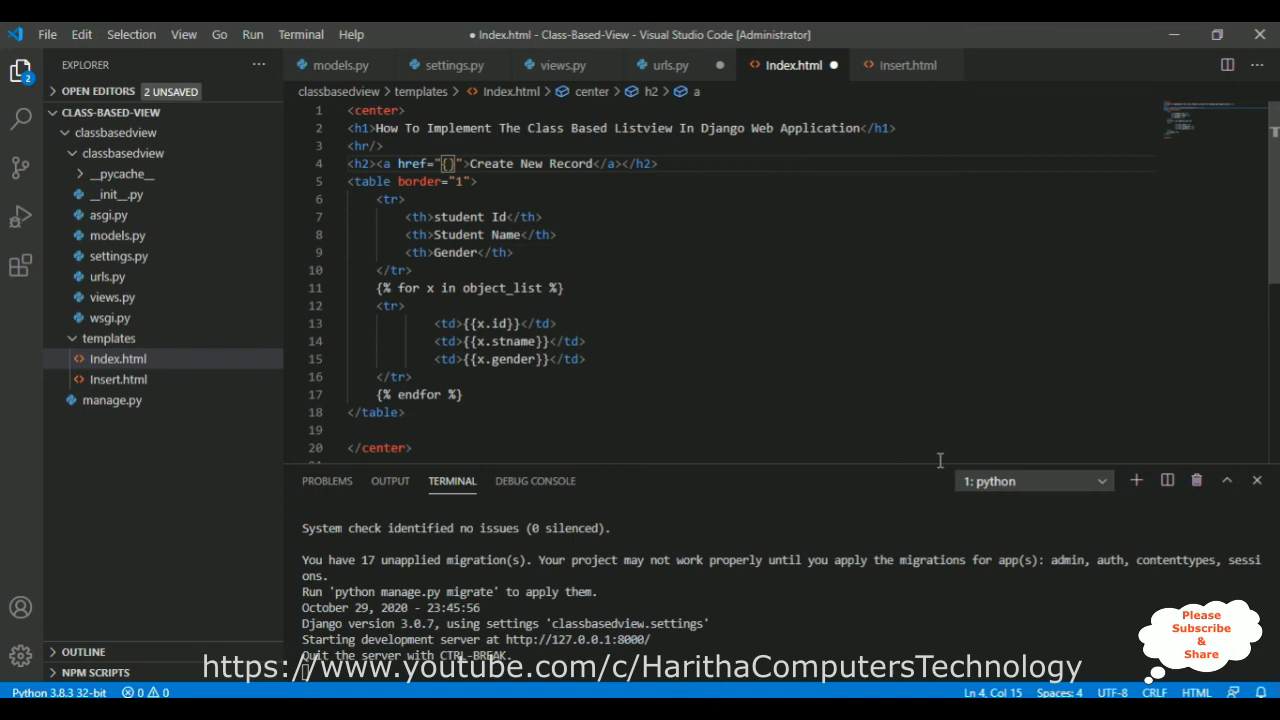 File Edit Selection View Go Run Terminal Help
● Index.html - Class-Based-View - Visual Studio Code [Administrator]
EXPLORER
models.py settings.py views.py urls.py Index.html Insert.html
OPEN EDITORS 2 UNSAVED
classbasedview > templates > Index.html > center > h2 > a
2
CLASS-BASED-VIEW
classbasedview
classbasedview
__pycache__
__init__.py
asgi.py
models.py
settings.py
urls.py
views.py
wsgi.py
templates
Index.html
Insert.html
manage.py
OUTLINE
NPM SCRIPTS
1 <center>
2 <h1>How To Implement The Class Based Listview In Django Web Application</h1>
3 <hr/>
4 <h2><a href="{}">Create New Record</a></h2>
5 <table border="1">
6 <tr>
7 <th>student Id</th>
8 <th>Student Name</th>
9 <th>Gender</th>
10 </tr>
11 {% for x in object_list %}
12 <tr>
13 <td>{{x.id}}</td>
14 <td>{{x.stname}}</td>
15 <td>{{x.gender}}</td>
16 </tr>
17 {% endfor %}
18 </table>
19
20 </center>
PROBLEMS OUTPUT TERMINAL DEBUG CONSOLE
1: python
System check identified no issues (0 silenced).
You have 17 unapplied migration(s). Your project may not work properly until you apply the migrations for app(s): admin, auth, contenttypes, sessi
ons.
Run 'python manage.py migrate' to apply them.
October 29, 2020 - 23:45:56
Django version 3.0.7, using settings 'classbasedview.settings'
Starting development server at http://127.0.0.1:8000/
Quit the server with CTRL-BREAK.
https://www.youtube.com/c/HarithaComputersTechnology
Please
Subscribe
&
Share
Python 3.8.3 32-bit 0 0
Ln 4, Col 15 Spaces: 4 UTF-8 CRLF HTML